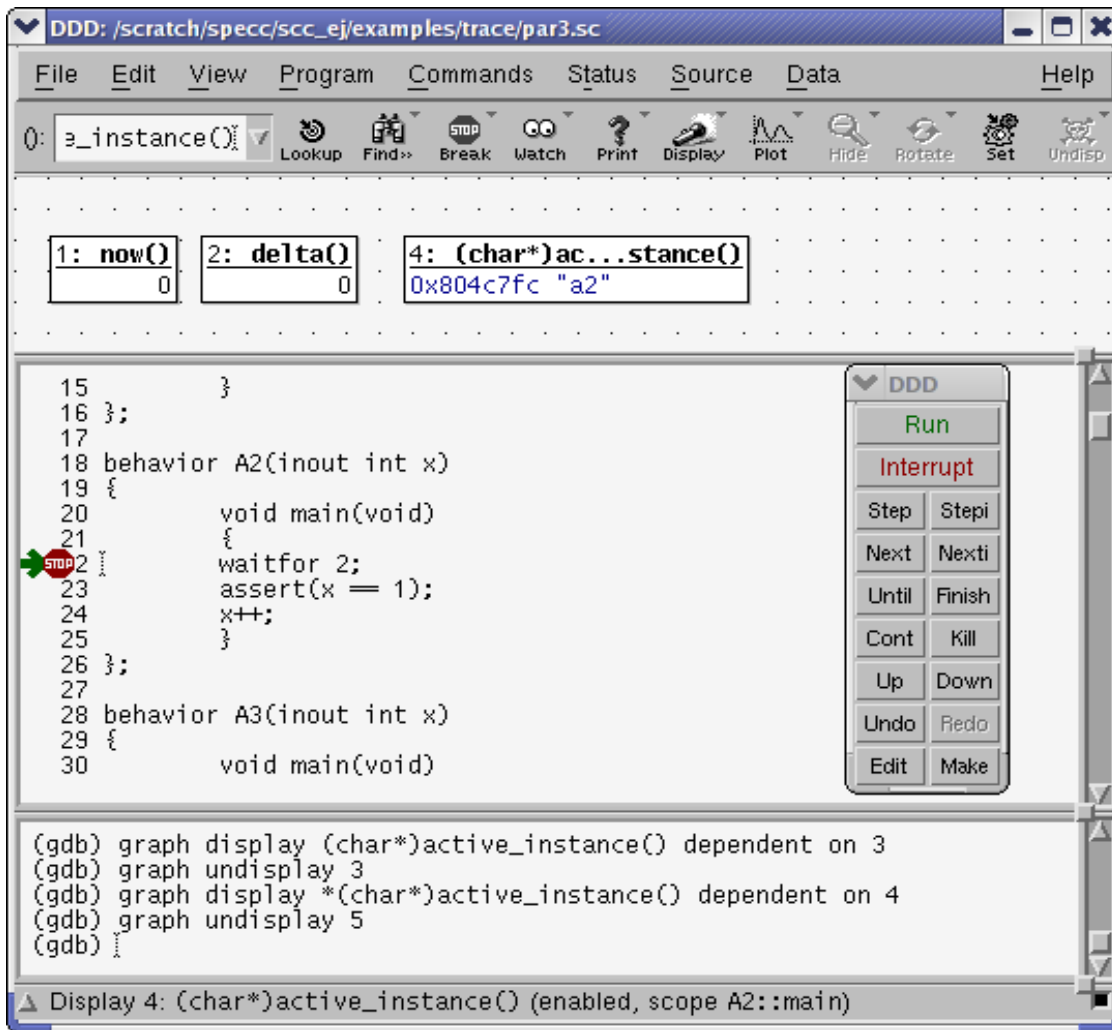 DDD: /scratch/specc/scc_ej/examples/trace/par3.sc
File Edit View Program Commands Status Source Data Help
(): e_instance() Lookup Find» Break Watch Print Display Plot Hide Rotate Set Undisp
STOP
1: now() 2: delta() 4: (char*)ac...stance()
0 0 0x804c7fc "a2"
15 }
16 };
17
18 behavior A2(inout int x)
19 {
20 void main(void)
21 {
STOP 2 waitfor 2;
23 assert(x == 1);
24 x++;
25 }
26 };
27
28 behavior A3(inout int x)
29 {
30 void main(void)
DDD
Run
Interrupt
Step Stepi
Next Nexti
Until Finish
Cont Kill
Up Down
Undo Redo
Edit Make
(gdb) graph display (char*)active_instance() dependent on 3
(gdb) graph undisplay 3
(gdb) graph display *(char*)active_instance() dependent on 4
(gdb) graph undisplay 5
(gdb)
Display 4: (char*)active_instance() (enabled, scope A2::main)